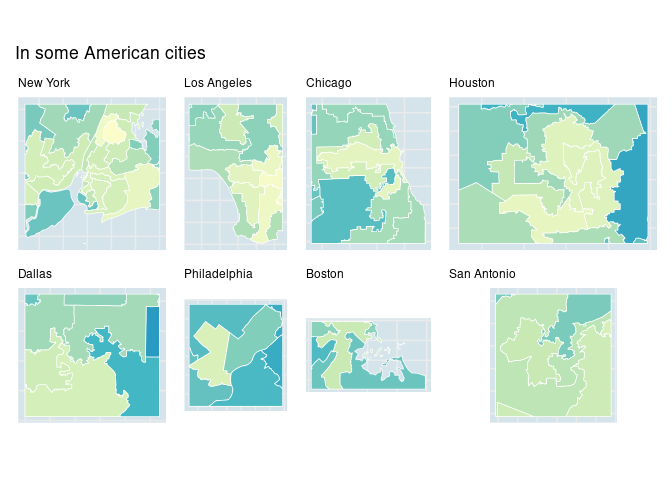 In some American cities
New York
Los Angeles
Chicago
Houston
Dallas
Philadelphia
Boston
San Antonio